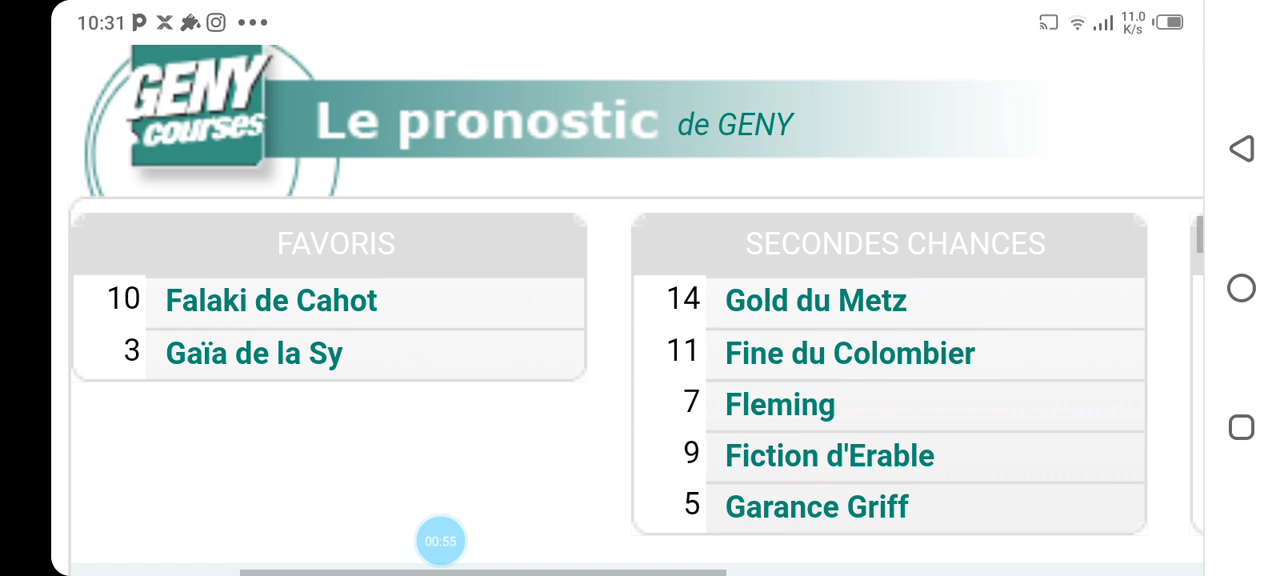 10:31
11.0
K/s
GENY
courses
Le pronostic de GENY
FAVORIS
10 Falaki de Cahot
3 Gaïa de la Sy
SECONDES CHANCES
14 Gold du Metz
11 Fine du Colombier
7 Fleming
9 Fiction d'Erable
5 Garance Griff
00:55